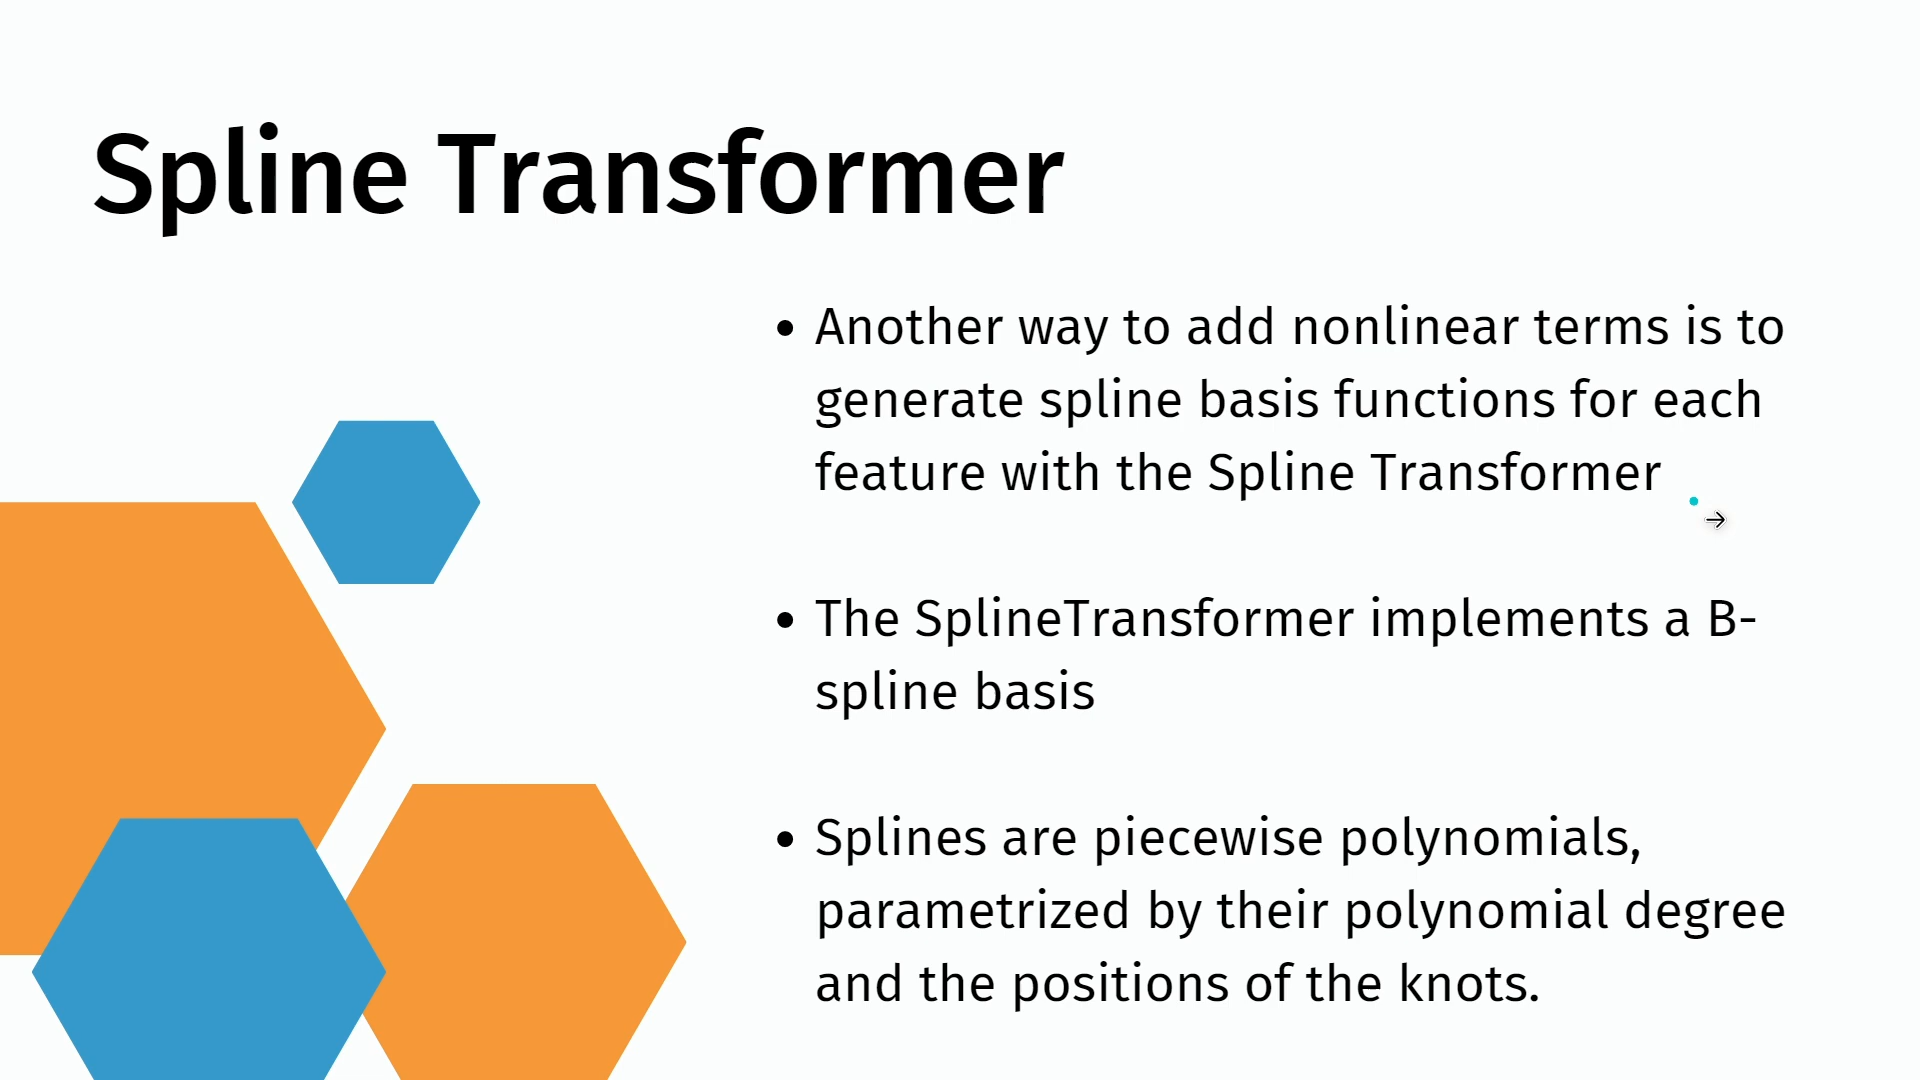 Spline Transformer
• Another way to add nonlinear terms is to
generate spline basis functions for each
feature with the Spline Transformer
• The SplineTransformer implements a B-
spline basis
• Splines are piecewise polynomials,
parametrized by their polynomial degree
and the positions of the knots.